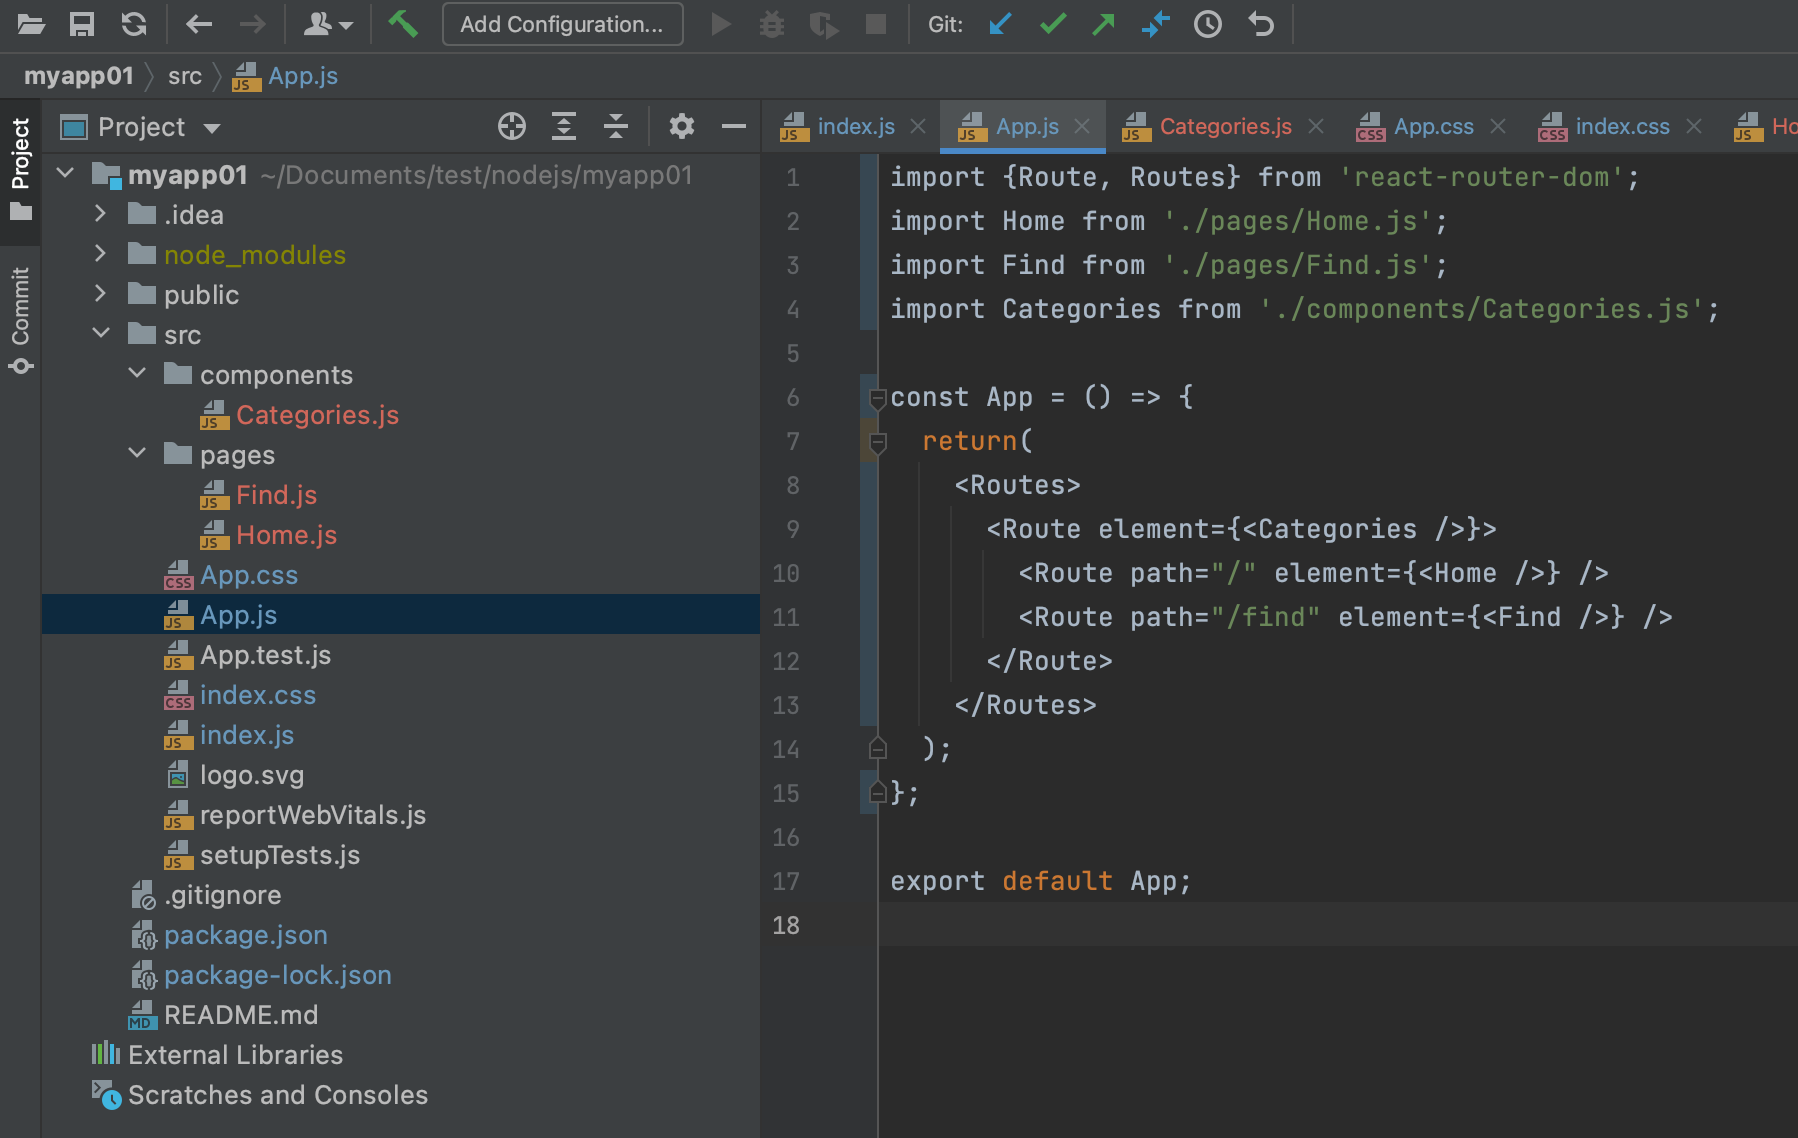 Add Configuration...
Git:
myapp01
src
App.js
Project
Commit
Project
myapp01 ~/Documents/test/nodejs/myapp01
.idea
node_modules
public
src
components
Categories.js
pages
Find.js
Home.js
App.css
App.js
App.test.js
index.css
index.js
logo.svg
reportWebVitals.js
setupTests.js
.gitignore
package.json
package-lock.json
README.md
External Libraries
Scratches and Consoles
index.js
App.js
Categories.js
App.css
index.css
Ho
1 import {Route, Routes} from 'react-router-dom';
2 import Home from './pages/Home.js';
3 import Find from './pages/Find.js';
4 import Categories from './components/Categories.js';
5
6 const App = () => {
7 return(
8 <Routes>
9 <Route element={<Categories />}>
10 <Route path="/" element={<Home />} />
11 <Route path="/find" element={<Find />} />
12 </Route>
13 </Routes>
14 );
15 };
16
17 export default App;
18